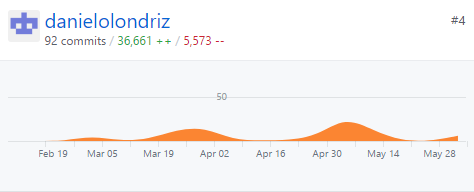 danielolondriz
#4
92 commits / 36,661 ++ / 5,573 --
50
Feb 19 Mar 05 Mar 19 Apr 02 Apr 16 Apr 30 May 14 May 28